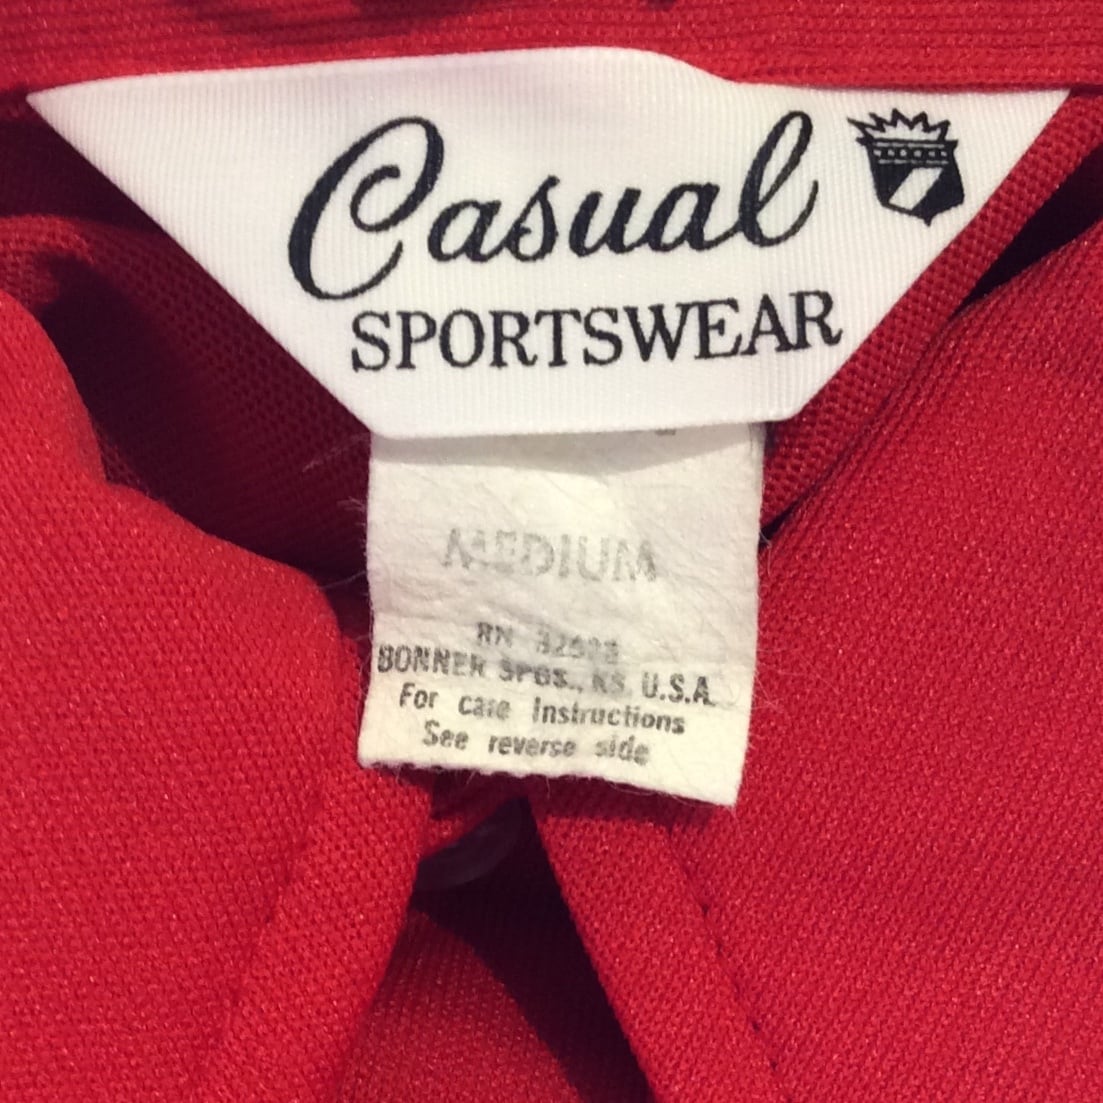 Casual
SPORTSWEAR
MEDIUM
RN
BONNER SPGS., KS. U.S.A.
For care Instructions
See reverse side